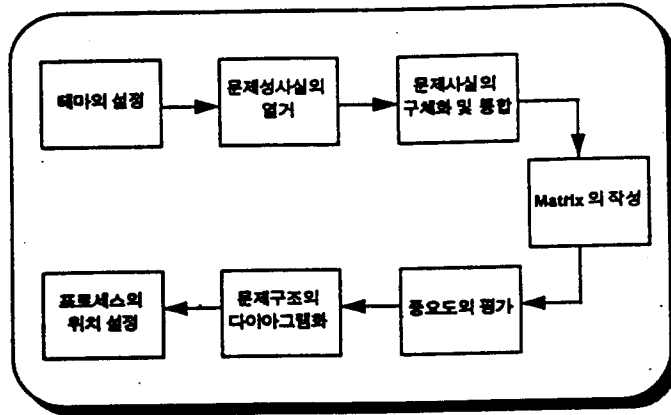 테마의 설정
문제성사실의
열거
문제사실의
구체화 및 통합
Matrix 의 작성
중요도의 평가
문제구조의
다이아그램화
프로세스의
위치 설정